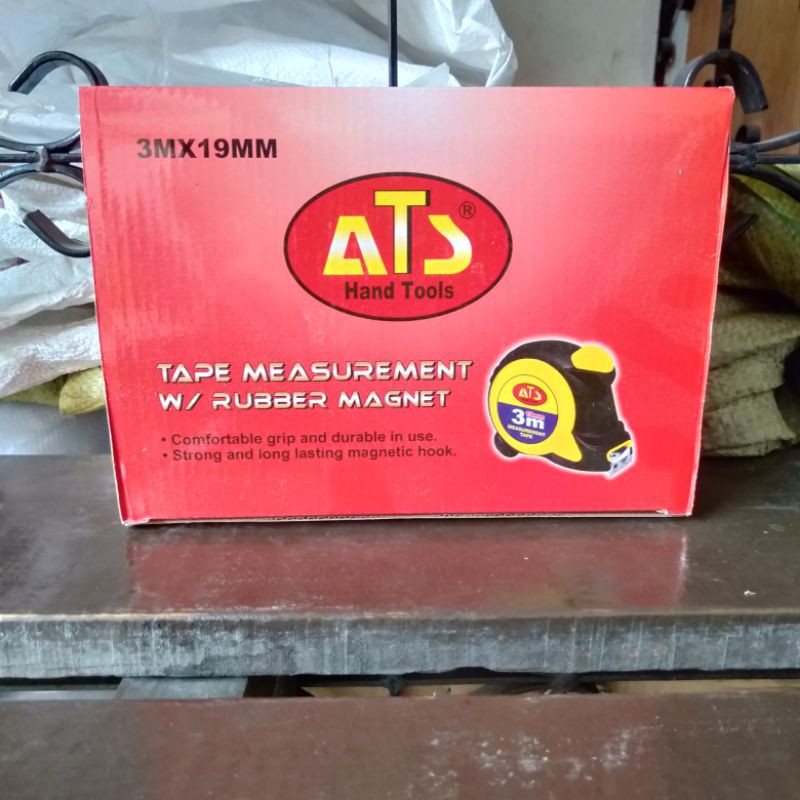 3MX19MM
ATS®
Hand Tools
TAPE MEASUREMENT
W/ RUBBER MAGNET
• Comfortable grip and durable in use.
• Strong and long lasting magnetic hook.
ATS
3m
MEASUREMENT
TAPE